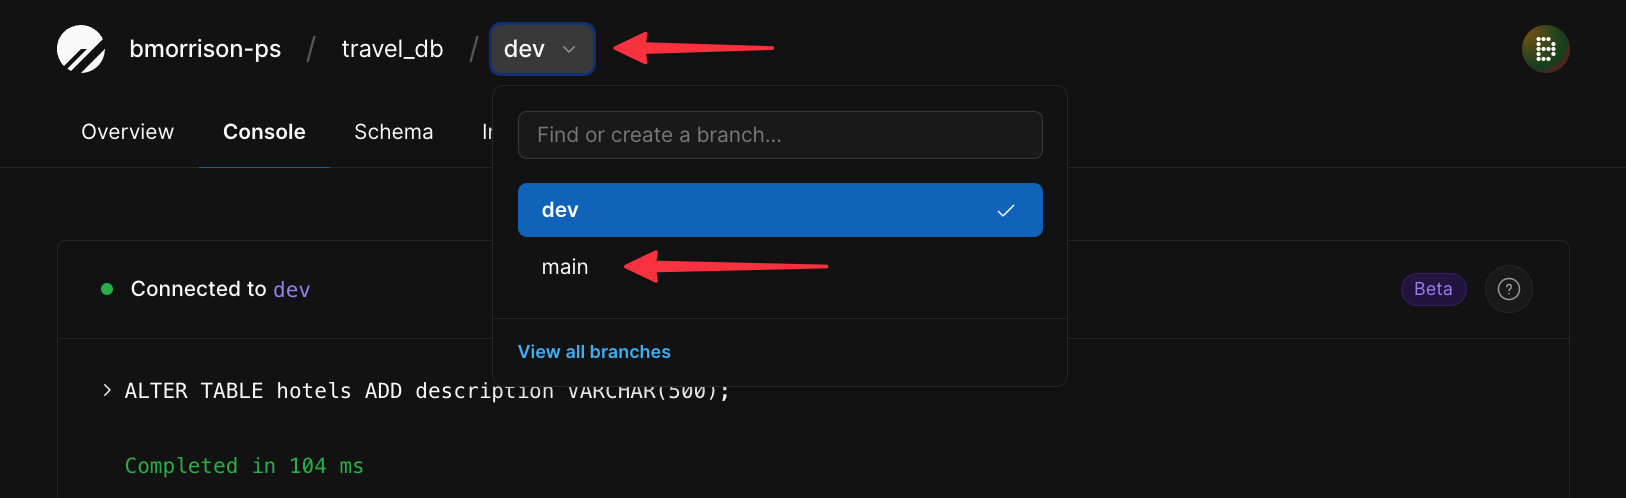 bmorrison-ps / travel_db / dev
Overview Console Schema
Find or create a branch...
dev
main
Connected to dev
Beta
?
View all branches
> ALTER TABLE hotels ADD description VARCHAR(500);
Completed in 104 ms